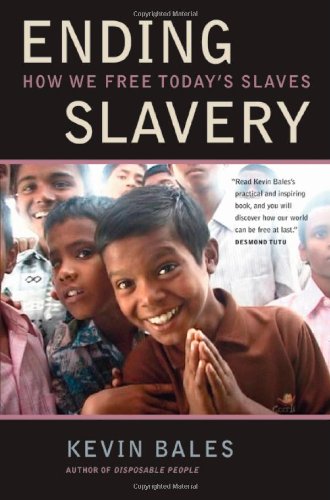 ENDING
HOW WE FREE TODAY'S SLAVES
SLAVERY
"Read Kevin Bales's
practical and inspiring
book, and you will
discover how our world
can be free at last."
DESMOND TUTU
KEVIN BALES
AUTHOR OF DISPOSABLE PEOPLE